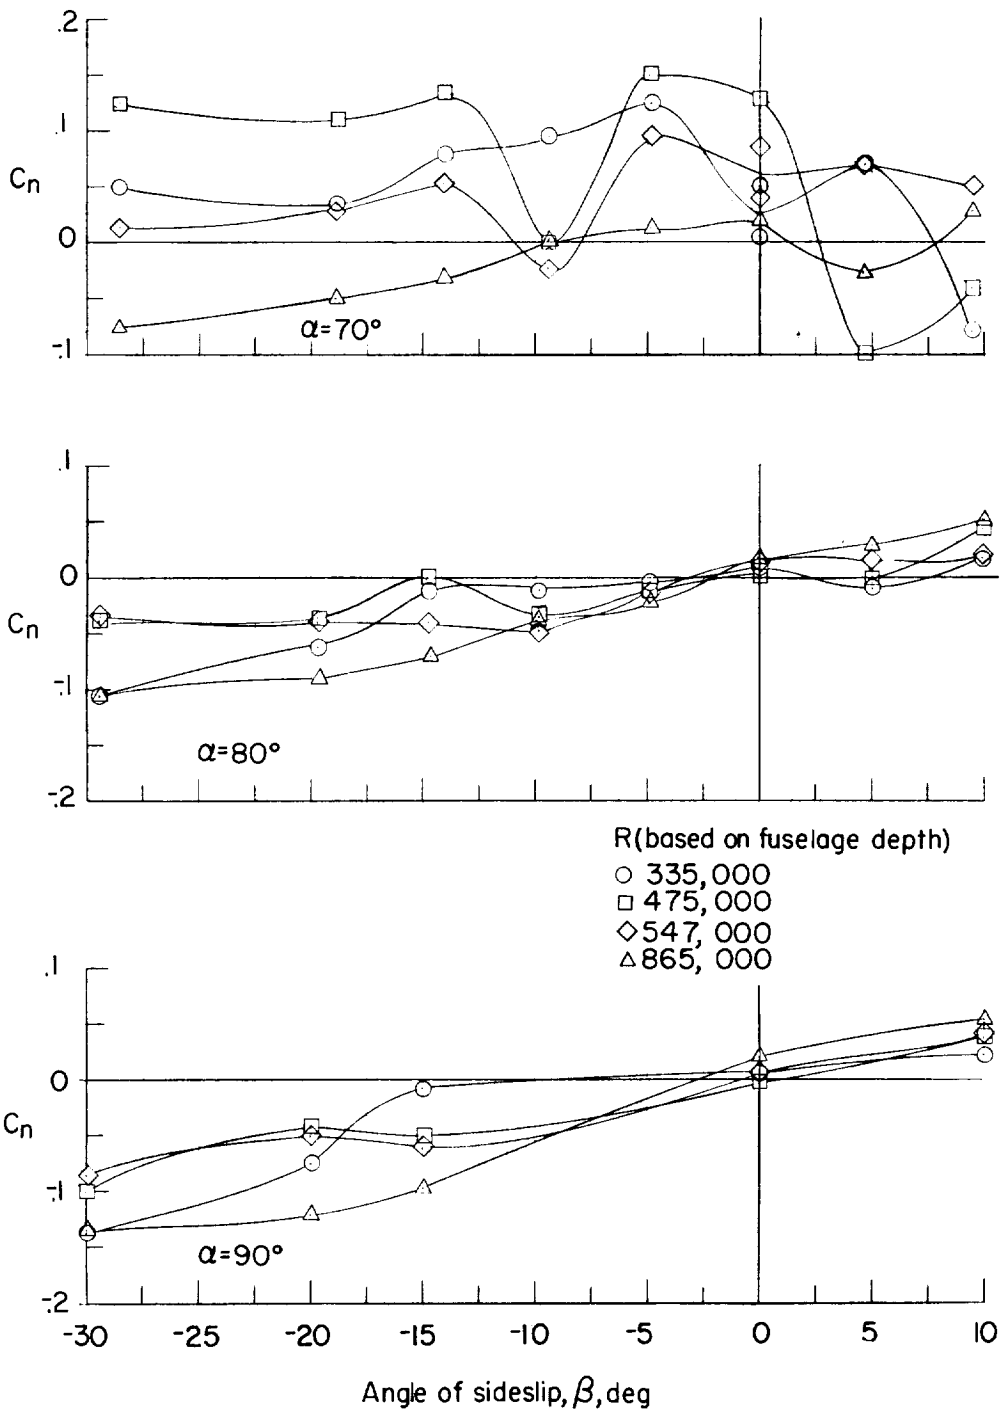 .2
.1
Cn
0
-.1
α=70°
.1
0
Cn
-.1
α=80°
-.2
R(based on fuselage depth)
○ 335,000
□ 475,000
◇ 547,000
△ 865,000
.1
0
Cn
-.1
α=90°
-.2
-30 -25 -20 -15 -10 -5 0 5 10
Angle of sideslip, β, deg